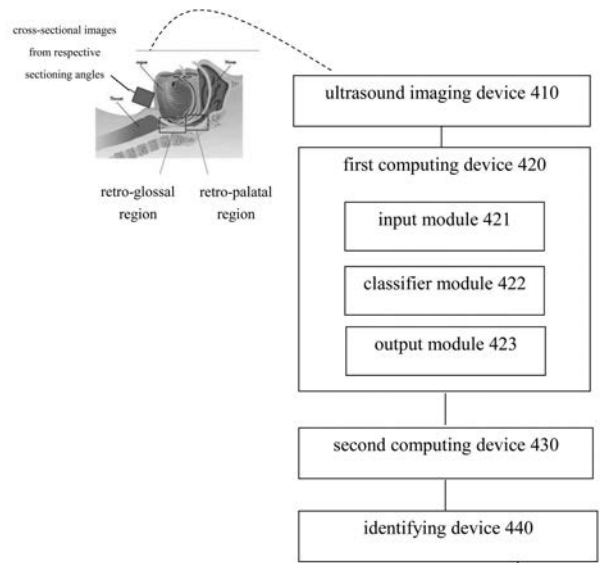 cross-sectional images
from respective
sectioning angles
retro-glossal
region
retro-palatal
region
ultrasound imaging device 410
first computing device 420
input module 421
classifier module 422
output module 423
second computing device 430
identifying device 440